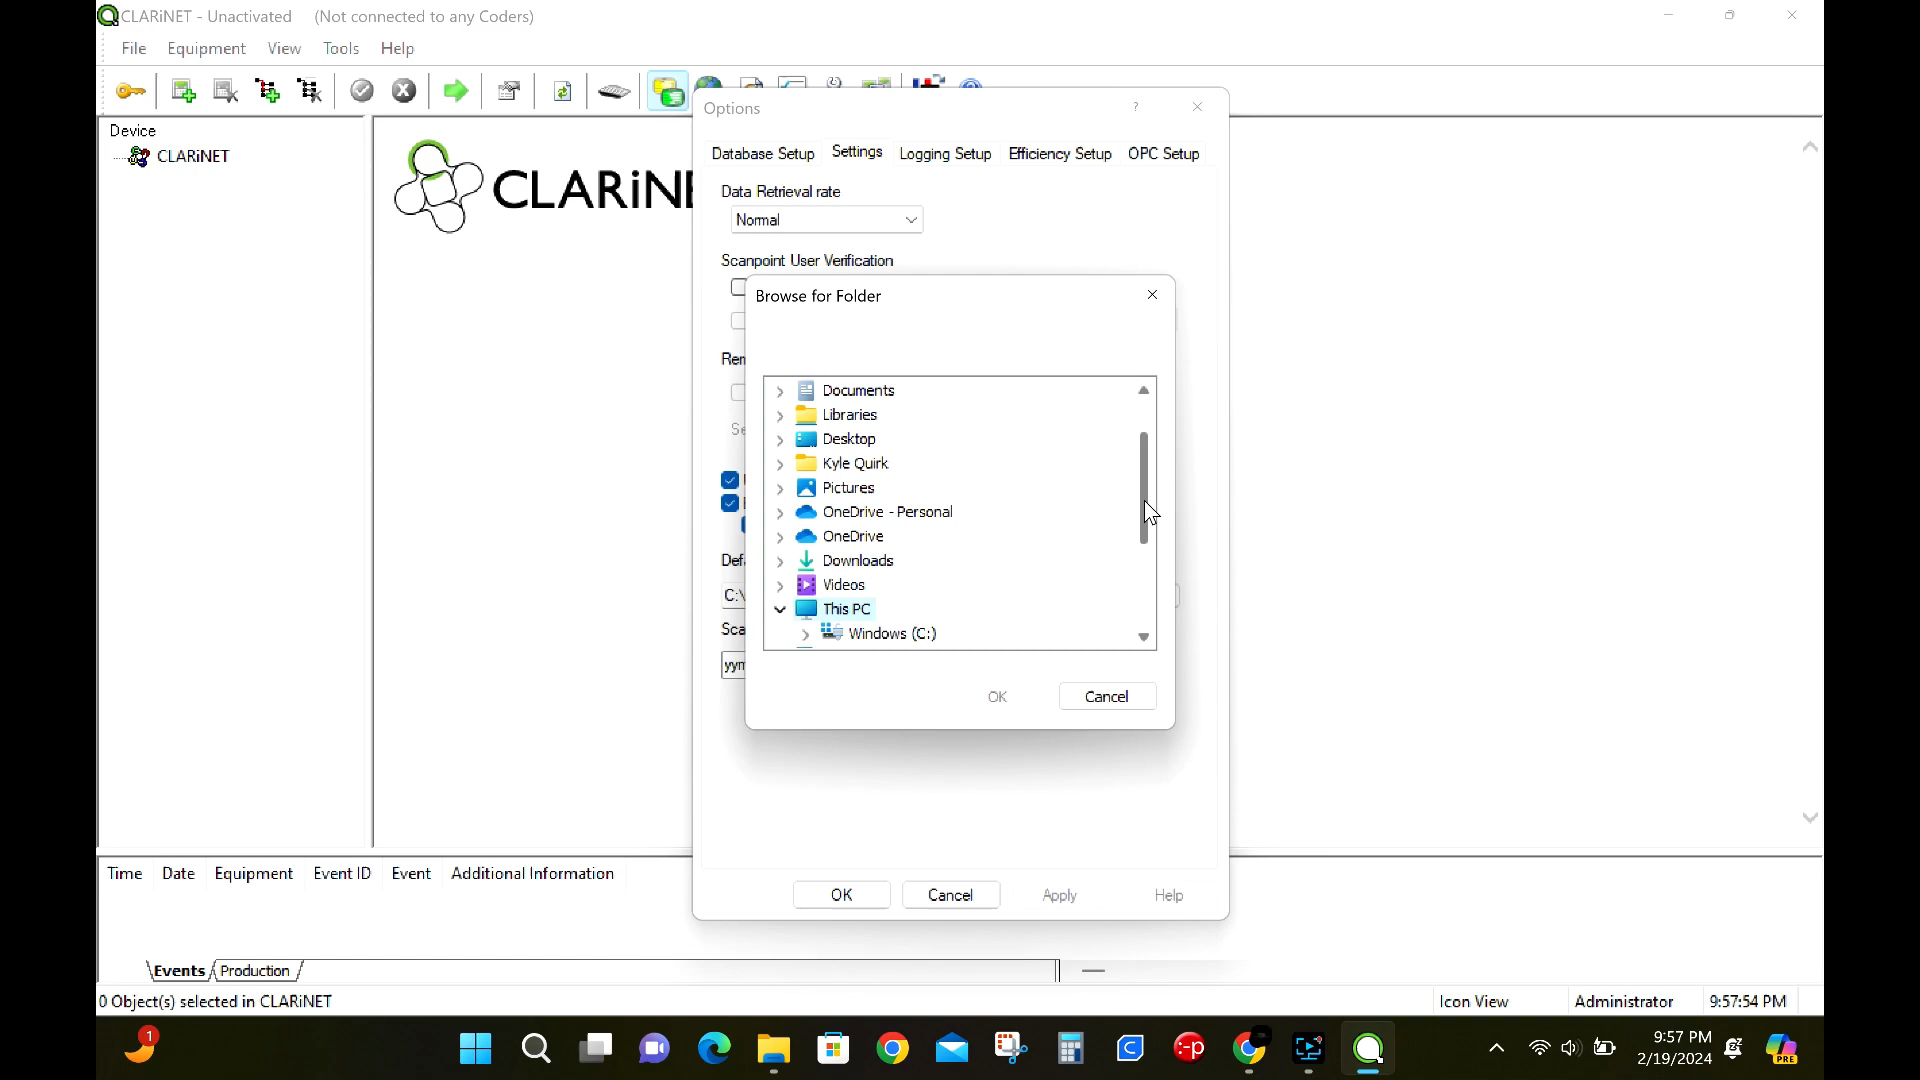 CLARiNET - Unactivated (Not connected to any Coders)
File Equipment View Tools Help
Options ?
Device
CLARiNET
Database Setup Settings Logging Setup Efficiency Setup OPC Setup
Data Retrieval rate
Normal
Scanpoint User Verification
Browse for Folder
Documents
Libraries
Desktop
Kyle Quirk
Pictures
OneDrive - Personal
OneDrive
Downloads
Videos
This PC
Windows (C:)
C:\
OK Cancel
OK Cancel Apply Help
Time Date Equipment Event ID Event Additional Information
Events Production
0 Object(s) selected in CLARiNET Icon View Administrator 9:57:54 PM
1
9:57 PM
2/19/2024
PRE